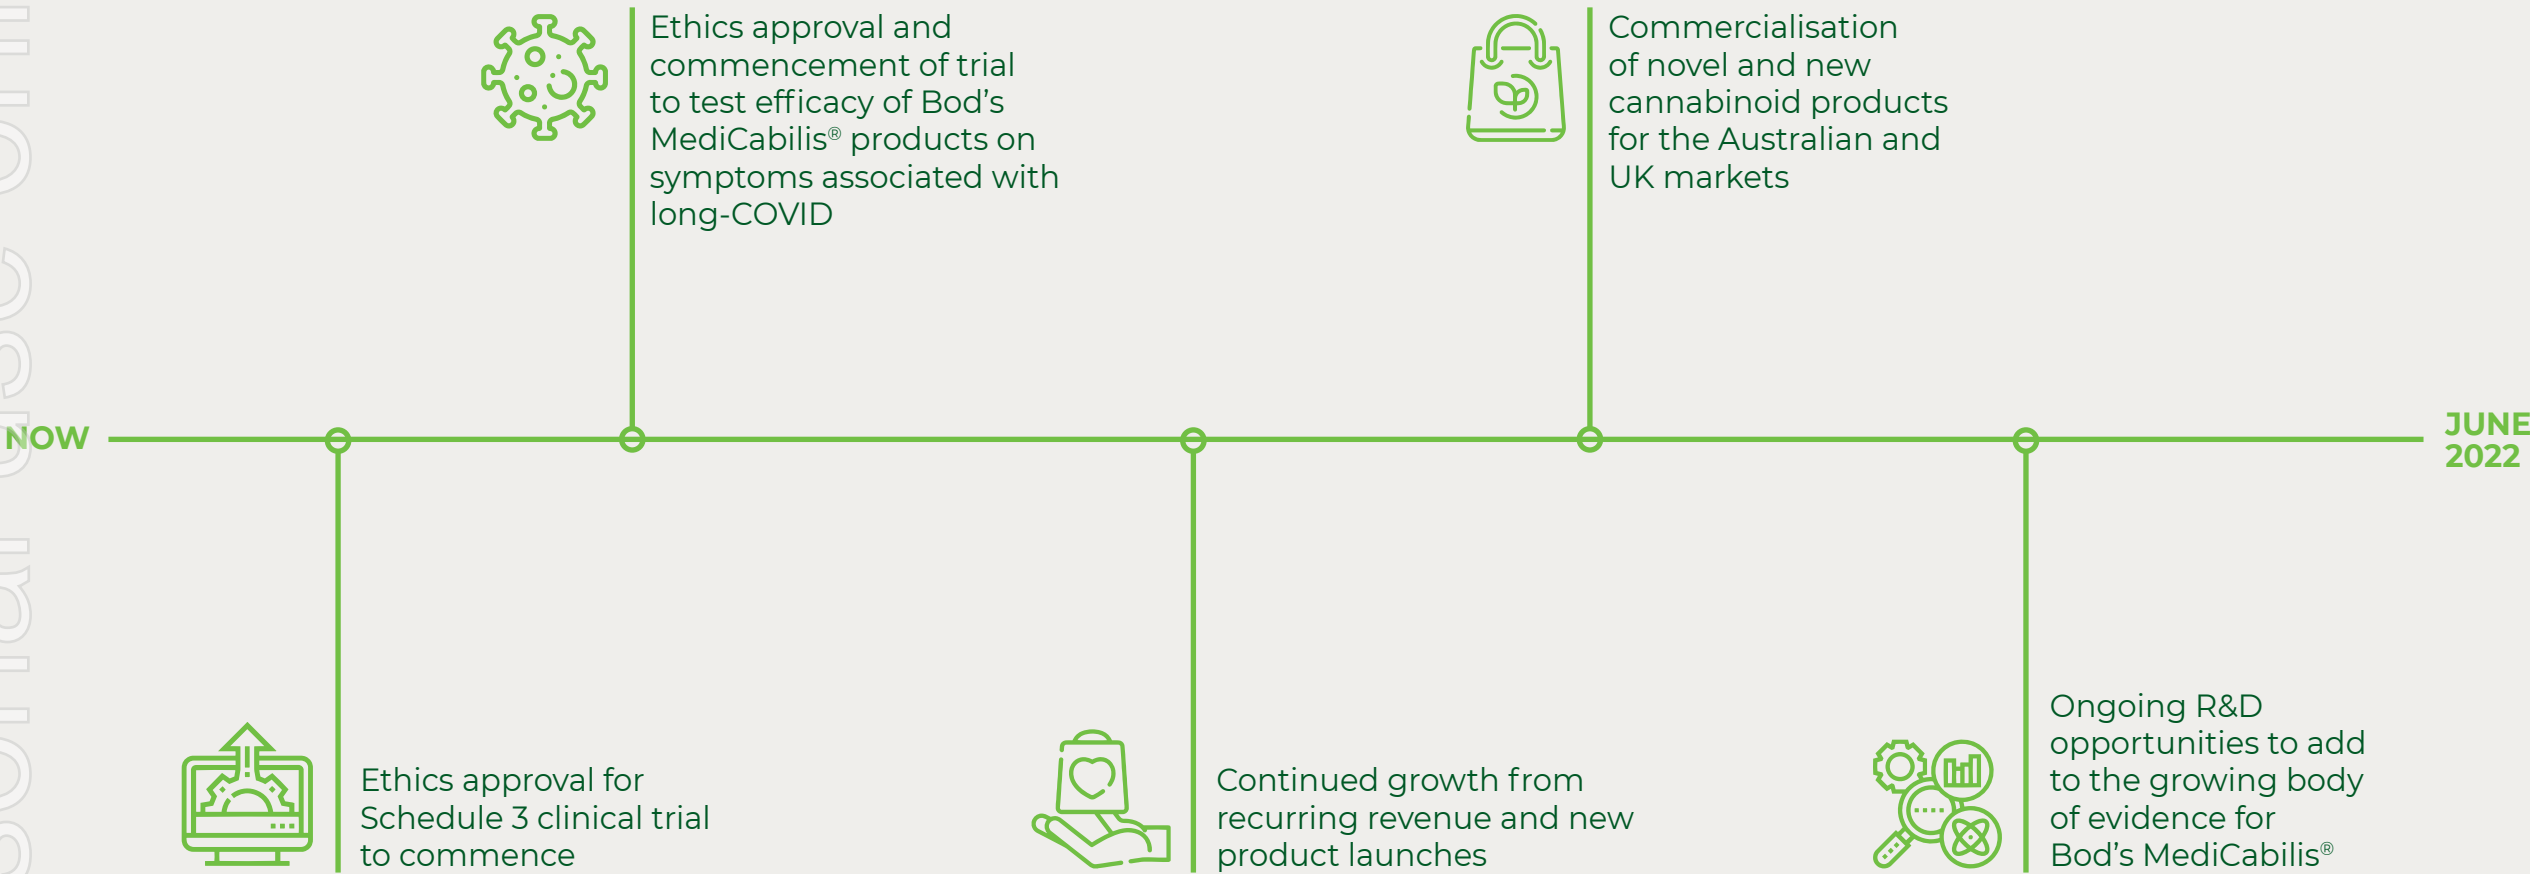 Ethics approval and
commencement of trial
to test efficacy of Bod’s
MediCabilis® products on
symptoms associated with
long-COVID
Commercialisation
of novel and new
cannabinoid products
for the Australian and
UK markets
NOW
JUNE
2022
Ethics approval for
Schedule 3 clinical trial
to commence
Continued growth from
recurring revenue and new
product launches
Ongoing R&D
opportunities to add
to the growing body
of evidence for
Bod’s MediCabilis®